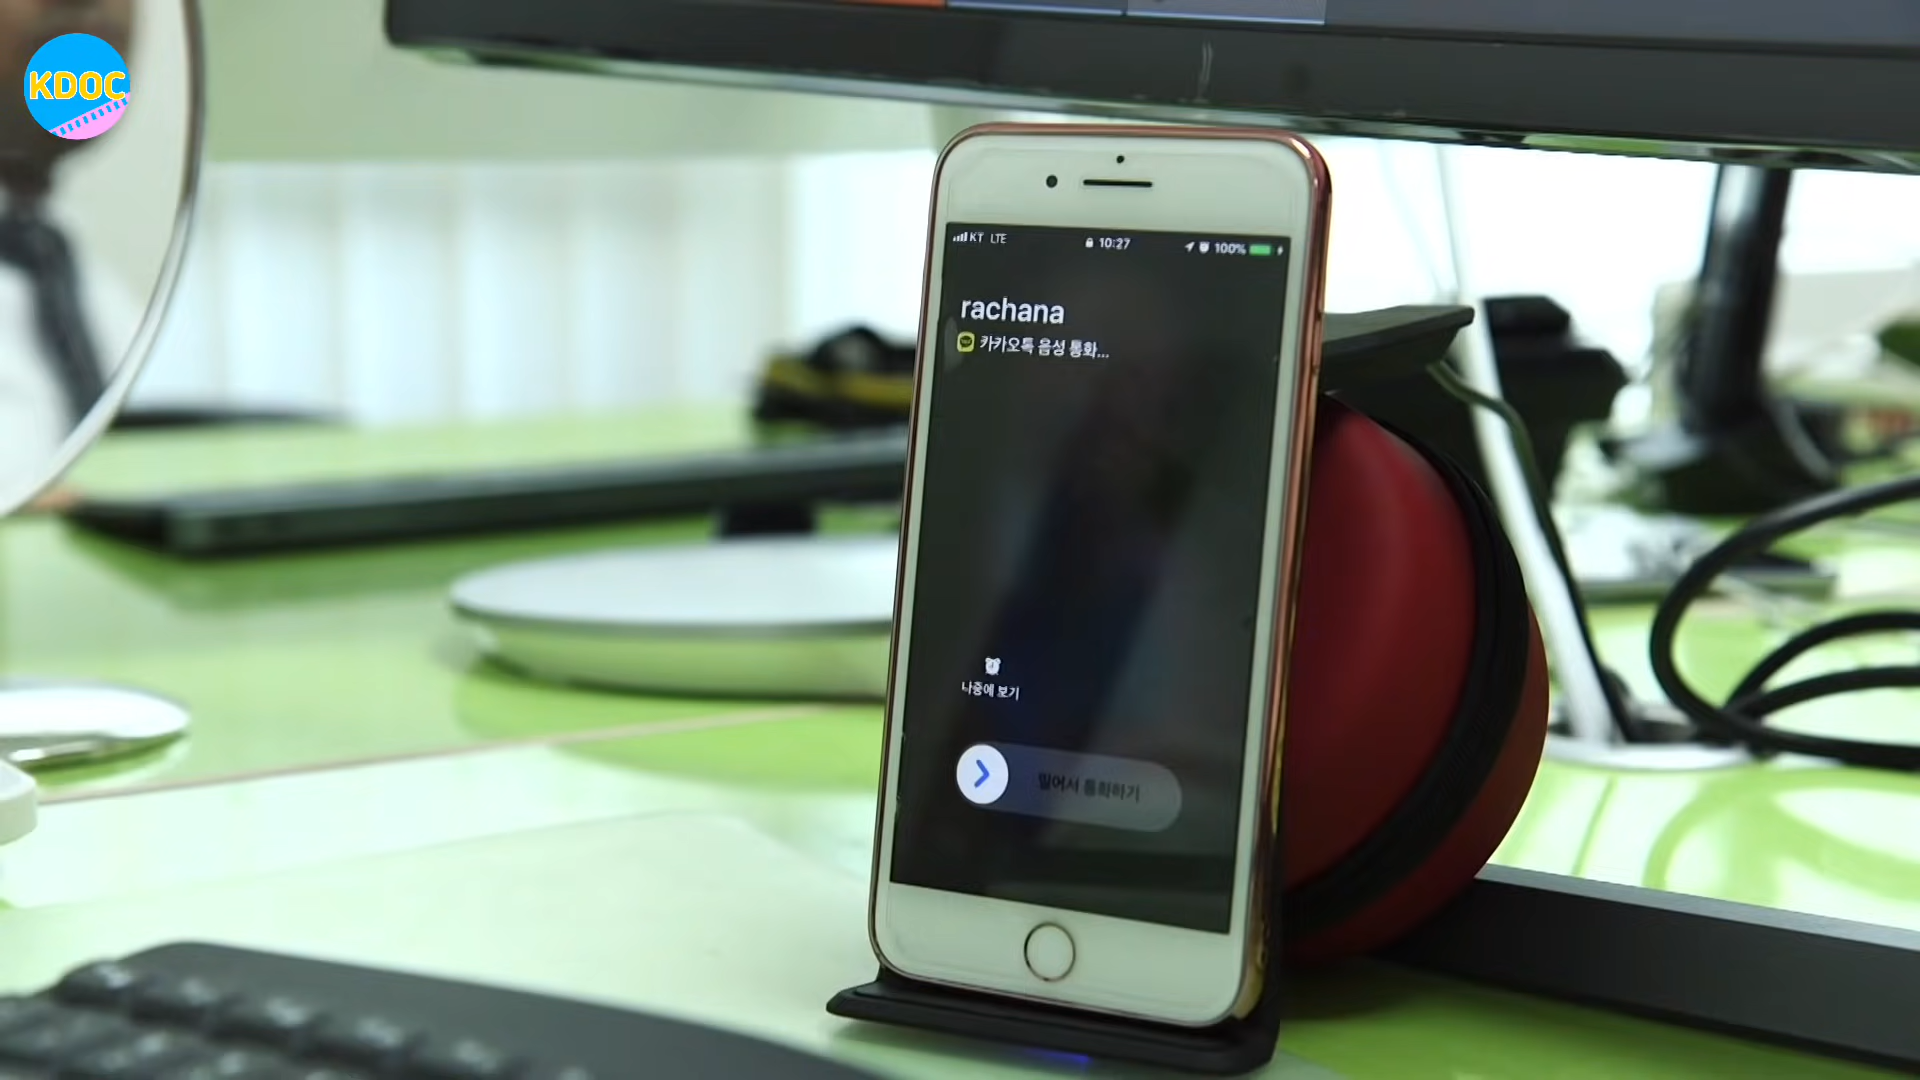 KDOC
KT LTE 10:27 100%
rachana
카카오톡 음성 통화...
나중에 보기
밀어서 통화하기